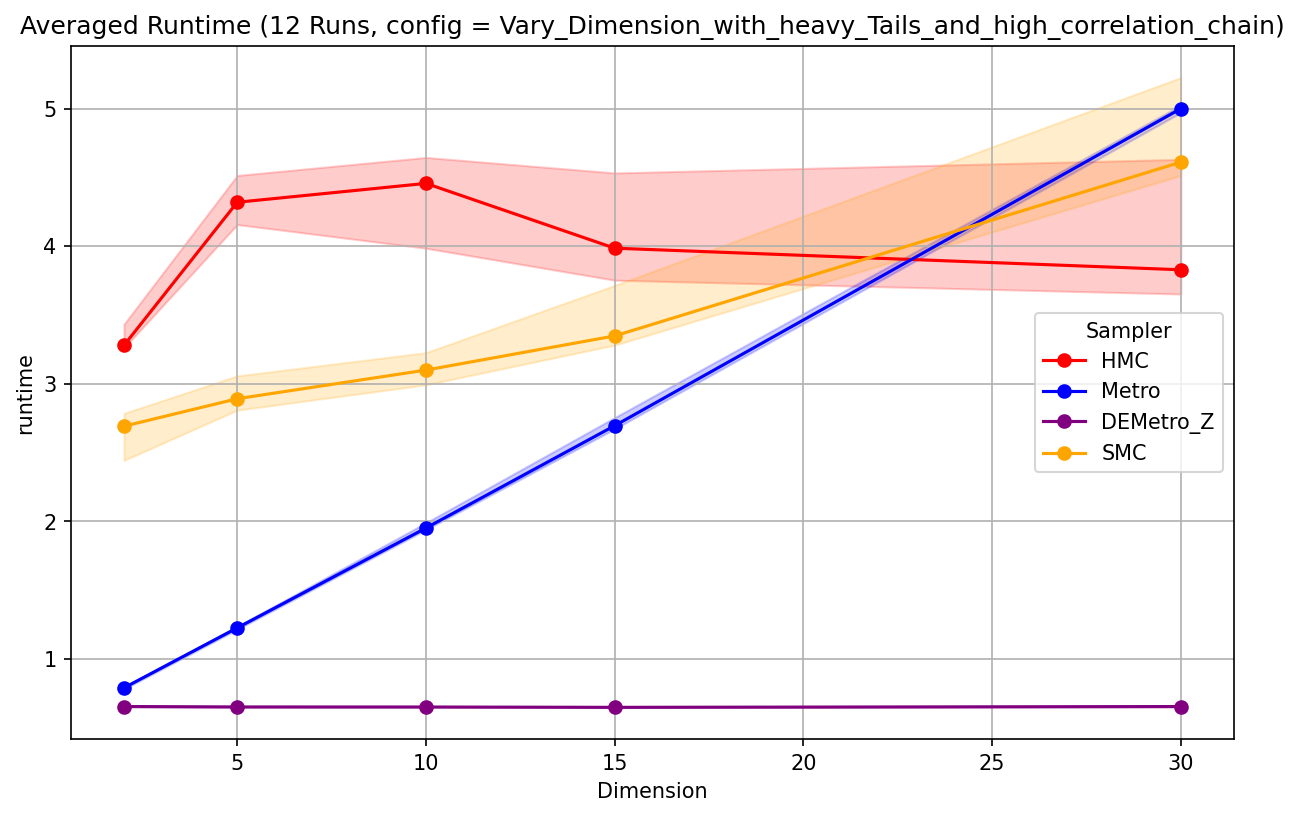 Averaged Runtime (12 Runs, config = Vary_Dimension_with_heavy_Tails_and_high_correlation_chain)
runtime
5
4
3
2
1
Sampler
HMC
Metro
DEMetro_Z
SMC
5 10 15 20 25 30
Dimension